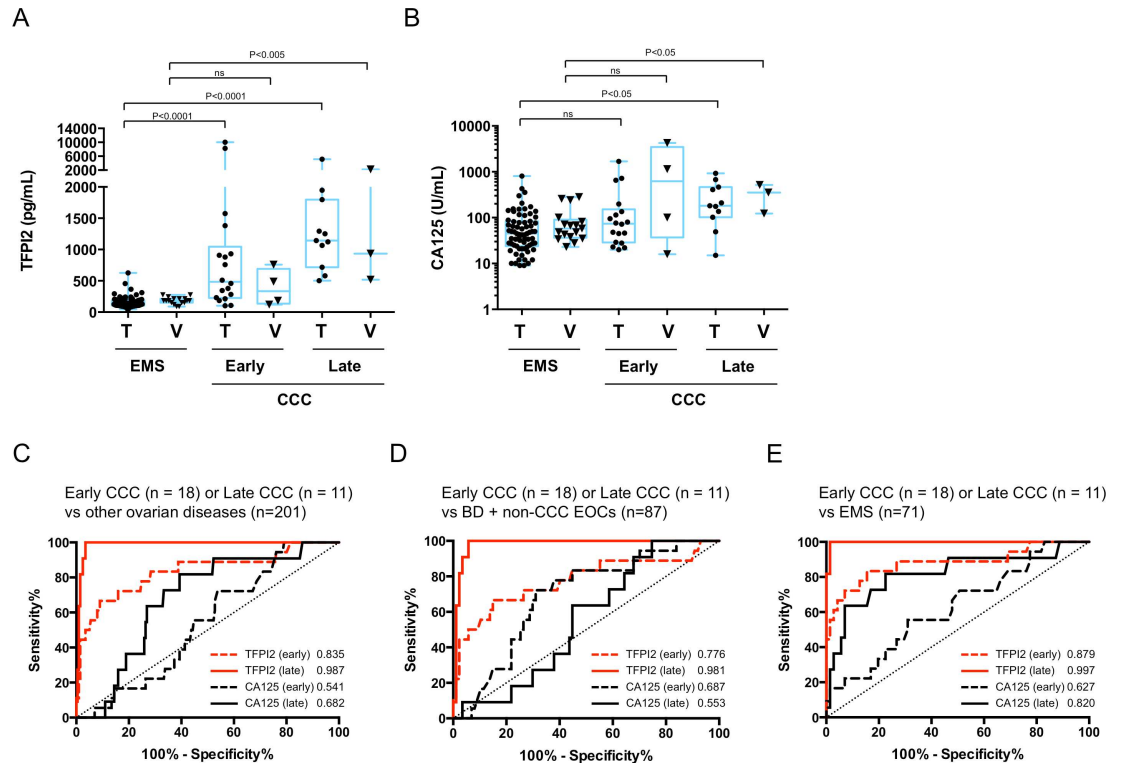 A
B
P<0.005
ns
P<0.0001
P<0.0001
14000
10000
6000
2000
2000
1500
1000
500
0
TFPI2 (pg/mL)
T V T V T V
EMS Early Late
CCC
P<0.05
ns
P<0.05
ns
10000
1000
100
10
1
CA125 (U/mL)
T V T V T V
EMS Early Late
CCC
C
Early CCC (n = 18) or Late CCC (n = 11)
vs other ovarian diseases (n=201)
100
80
60
40
20
0
Sensitivity%
TFPI2 (early) 0.835
TFPI2 (late) 0.987
CA125 (early) 0.541
CA125 (late) 0.682
0 20 40 60 80 100
100% - Specificity%
D
Early CCC (n = 18) or Late CCC (n = 11)
vs BD + non-CCC EOCs (n=87)
100
80
60
40
20
0
Sensitivity%
TFPI2 (early) 0.776
TFPI2 (late) 0.981
CA125 (early) 0.687
CA125 (late) 0.553
0 20 40 60 80 100
100% - Specificity%
E
Early CCC (n = 18) or Late CCC (n = 11)
vs EMS (n=71)
100
80
60
40
20
0
Sensitivity%
TFPI2 (early) 0.879
TFPI2 (late) 0.997
CA125 (early) 0.627
CA125 (late) 0.820
0 20 40 60 80 100
100% - Specificity%